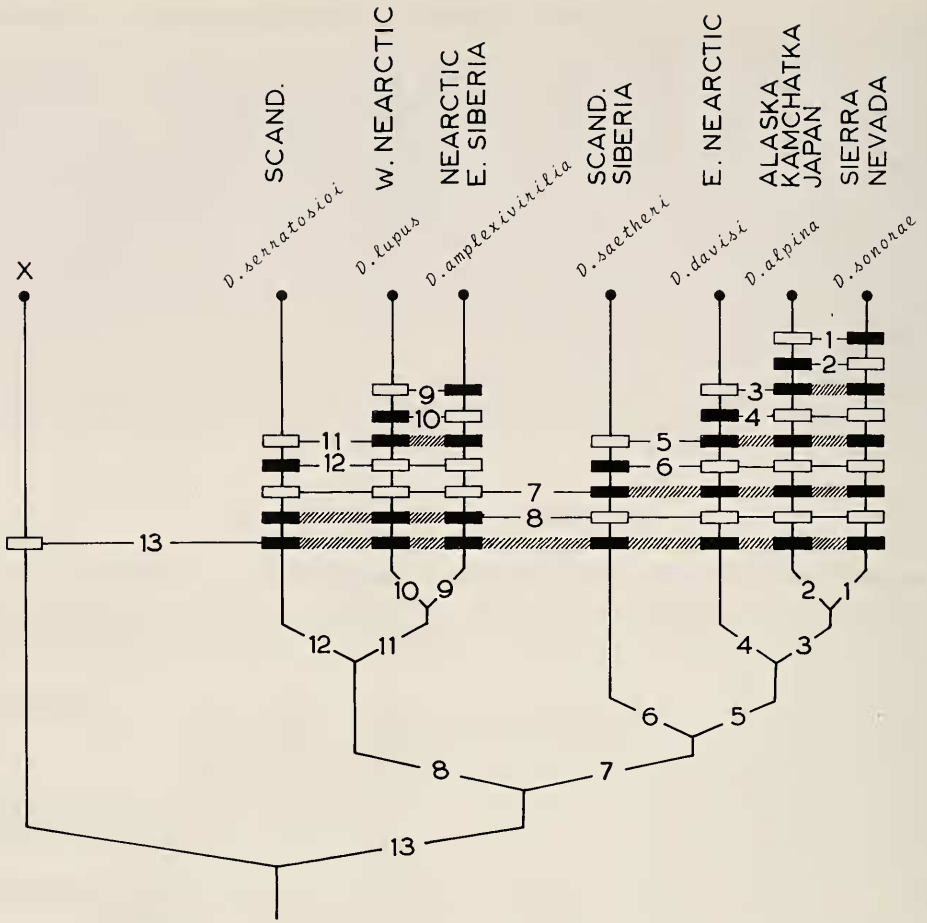 SCAND.
W. NEARCTIC
NEARCTIC
E. SIBERIA
SCAND.
SIBERIA
E. NEARCTIC
ALASKA
KAMCHATKA
JAPAN
SIERRA
NEVADA
X
D. serratosioi
D. lupus
D. amplexivirilia
D. saetheri
D. davisi
D. alpina
D. sonorae
1
2
9
3
10
4
11
5
12
6
7
8
13
10
9
2
1
12
11
4
3
6
5
8
7
13